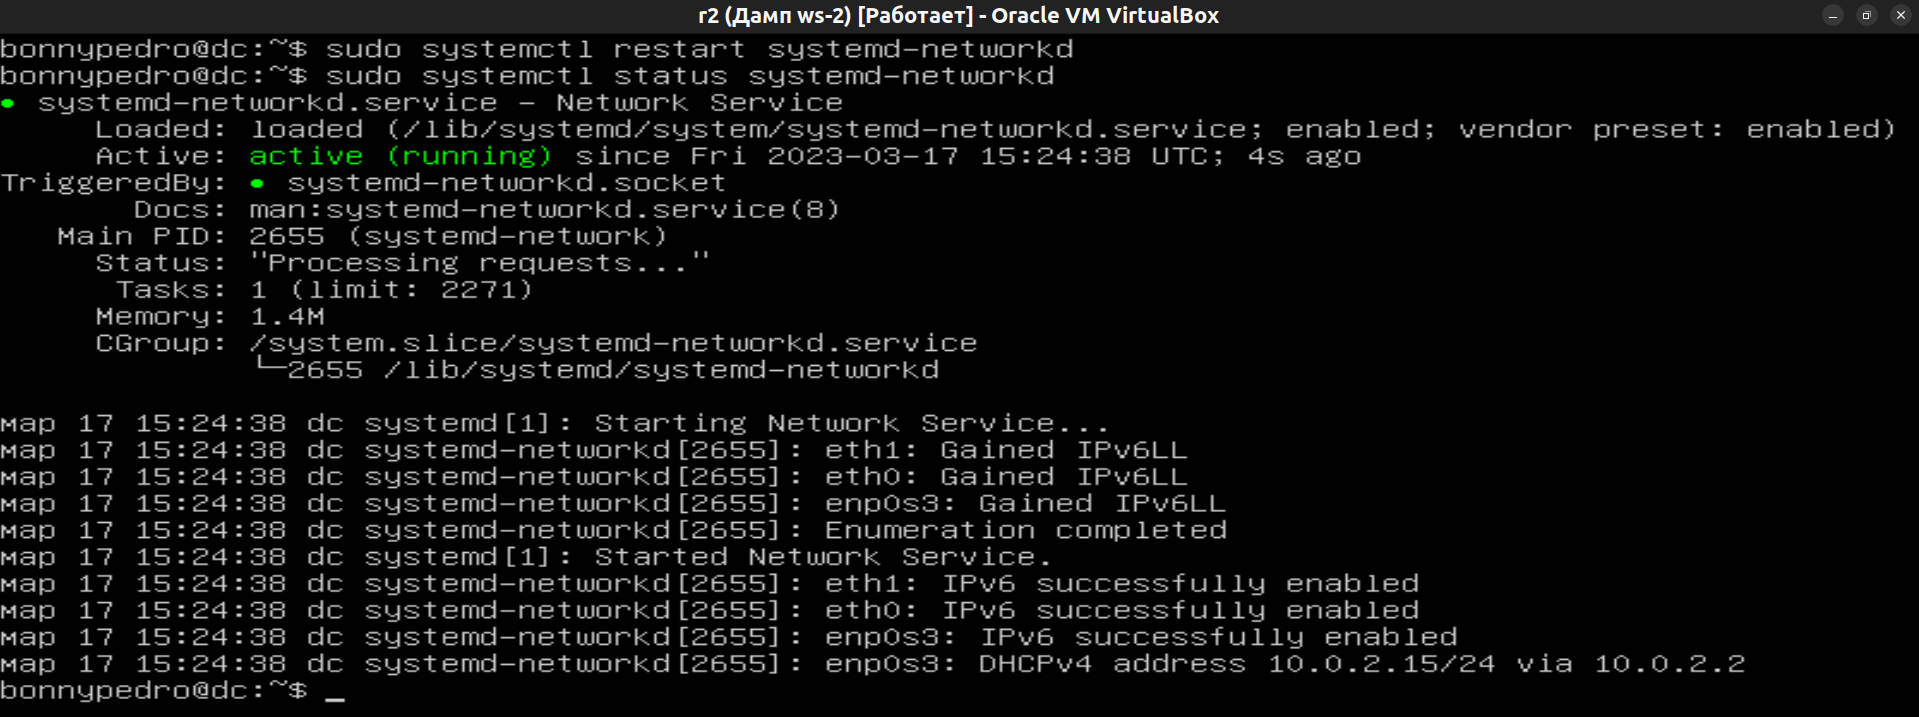 r2 (Дамп ws-2) [Работает] - Oracle VM VirtualBox
bonnypedro@dc:~$ sudo systemctl restart systemd-networkd
bonnypedro@dc:~$ sudo systemctl status systemd-networkd
● systemd-networkd.service - Network Service
Loaded: loaded (/lib/systemd/system/systemd-networkd.service; enabled; vendor preset: enabled)
Active: active (running) since Fri 2023-03-17 15:24:38 UTC; 4s ago
TriggeredBy: ● systemd-networkd.socket
Docs: man:systemd-networkd.service(8)
Main PID: 2655 (systemd-network)
Status: "Processing requests..."
Tasks: 1 (limit: 2271)
Memory: 1.4M
CGroup: /system.slice/systemd-networkd.service
└─2655 /lib/systemd/systemd-networkd
мар 17 15:24:38 dc systemd[1]: Starting Network Service...
мар 17 15:24:38 dc systemd-networkd[2655]: eth1: Gained IPv6LL
мар 17 15:24:38 dc systemd-networkd[2655]: eth0: Gained IPv6LL
мар 17 15:24:38 dc systemd-networkd[2655]: enp0s3: Gained IPv6LL
мар 17 15:24:38 dc systemd-networkd[2655]: Enumeration completed
мар 17 15:24:38 dc systemd[1]: Started Network Service.
мар 17 15:24:38 dc systemd-networkd[2655]: eth1: IPv6 successfully enabled
мар 17 15:24:38 dc systemd-networkd[2655]: eth0: IPv6 successfully enabled
мар 17 15:24:38 dc systemd-networkd[2655]: enp0s3: IPv6 successfully enabled
мар 17 15:24:38 dc systemd-networkd[2655]: enp0s3: DHCPv4 address 10.0.2.15/24 via 10.0.2.2
bonnypedro@dc:~$ _